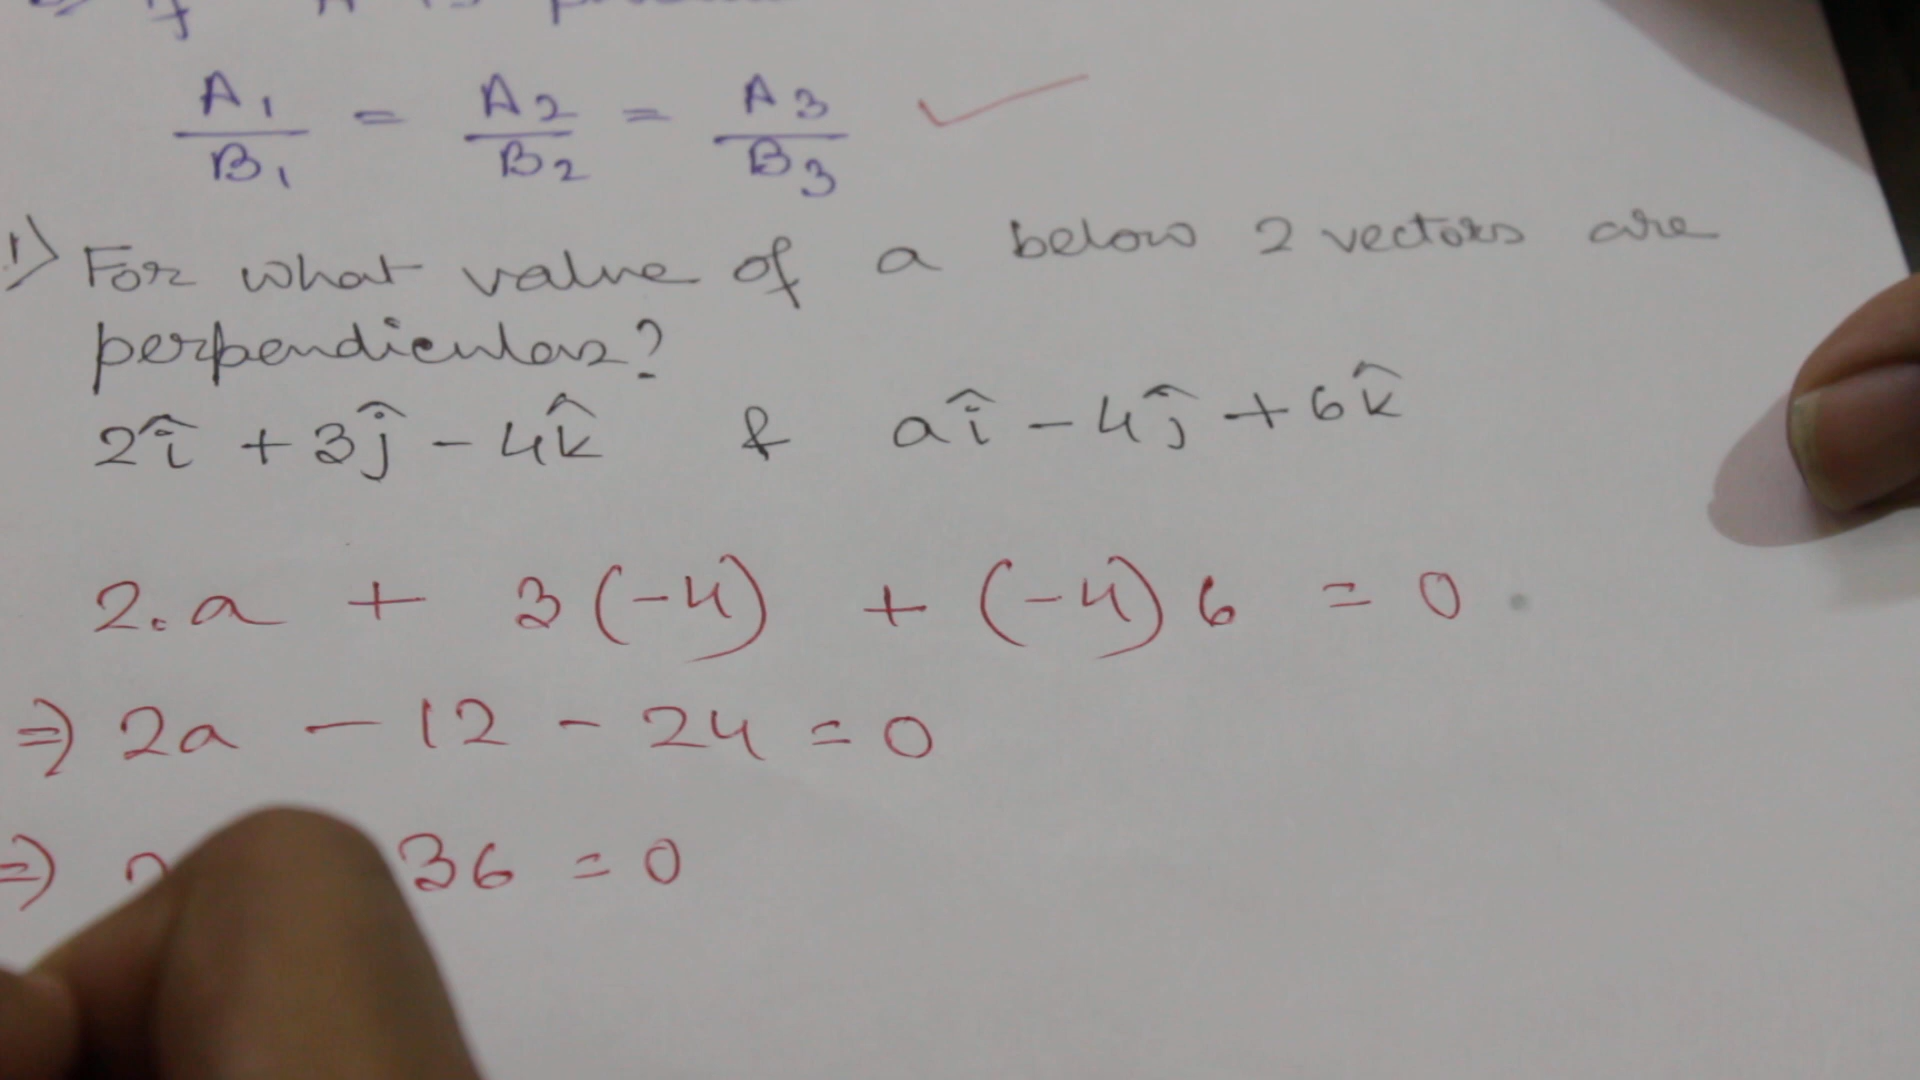 A₁/B₁ = A₂/B₂ = A₃/B₃ ✓
1) For what value of a below 2 vectors are
perpendicular?
2î + 3ĵ - 4k̂ & aî - 4ĵ + 6k̂
2.a + 3(-4) + (-4)6 = 0
⇒ 2a - 12 - 24 = 0
⇒ 36 = 0